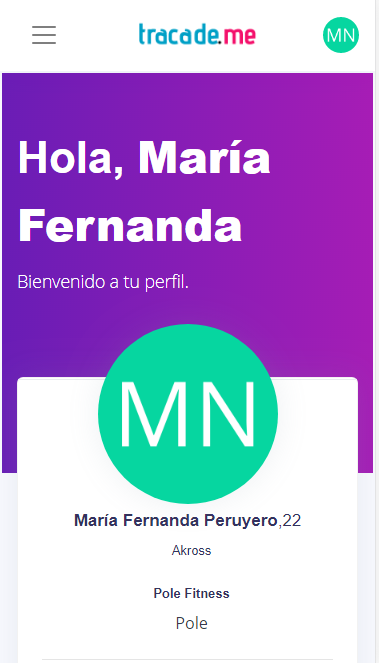 tracade.me
MN
Hola, María
Fernanda
Bienvenido a tu perfil.
MN
María Fernanda Peruyero,22
Akross
Pole Fitness
Pole